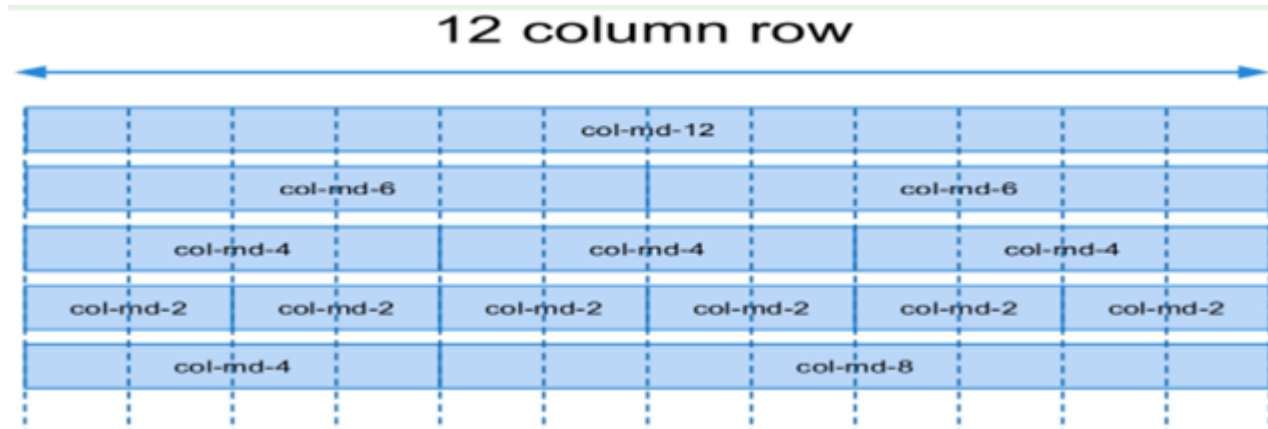 12 column row
col-md-12
col-md-6 col-md-6
col-md-4 col-md-4 col-md-4
col-md-2 col-md-2 col-md-2 col-md-2 col-md-2 col-md-2
col-md-4 col-md-8